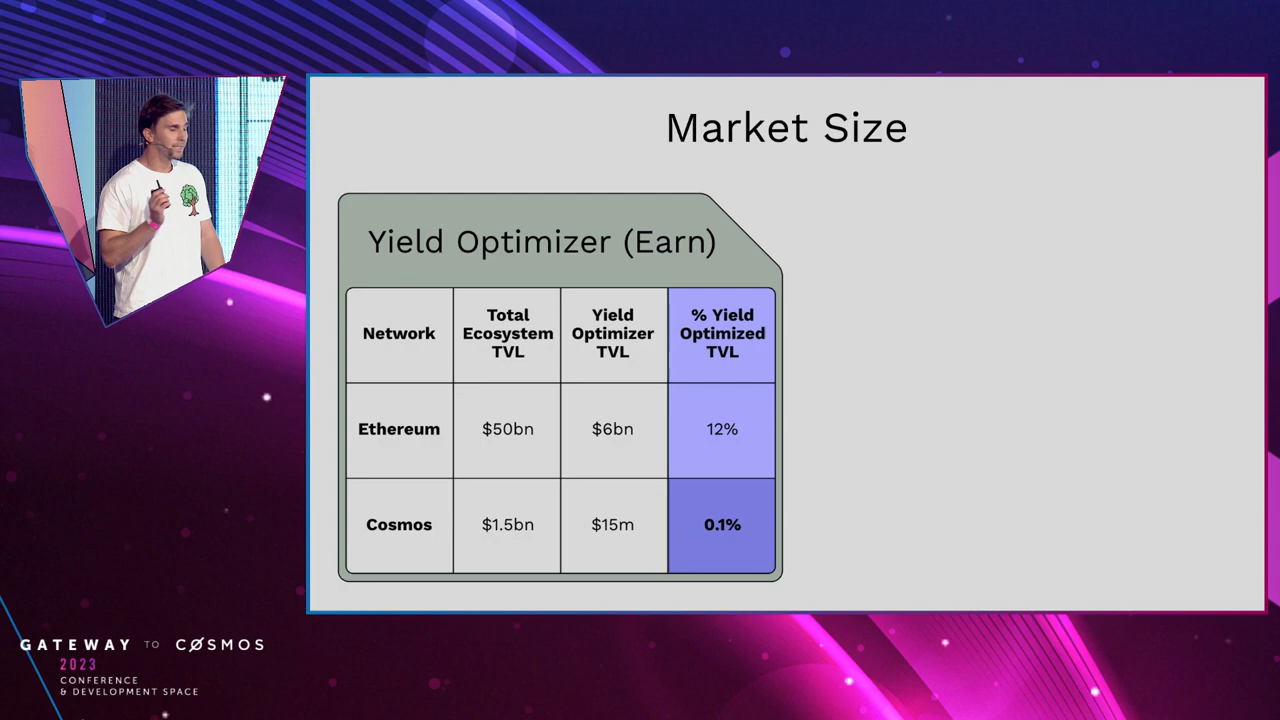 Market Size
Yield Optimizer (Earn)
Network
Total
Ecosystem
TVL
Yield
Optimizer
TVL
% Yield
Optimized
TVL
Ethereum
$50bn
$6bn
12%
Cosmos
$1.5bn
$15m
0.1%
GATEWAY TO CØSMOS
2023
CONFERENCE
& DEVELOPMENT SPACE